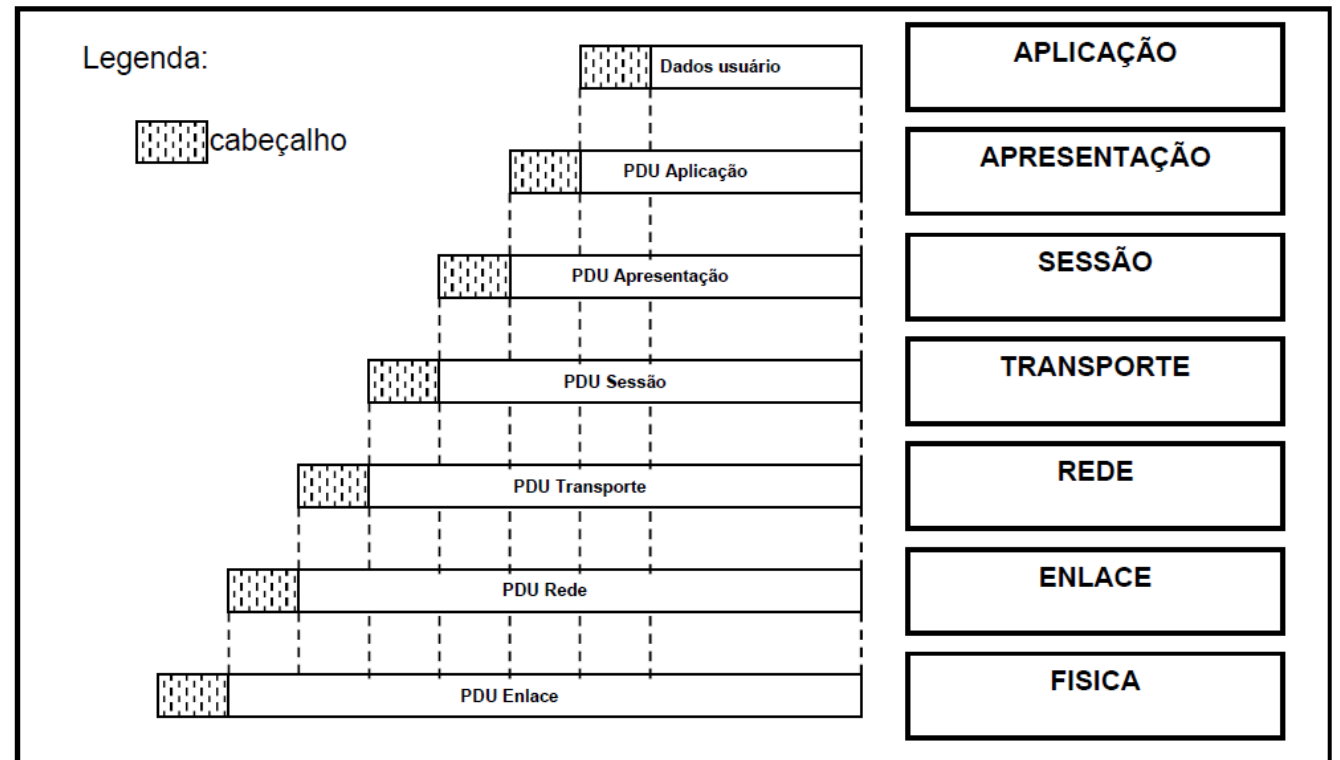 Legenda:
cabeçalho
Dados usuário
APLICAÇÃO
PDU Aplicação
APRESENTAÇÃO
PDU Apresentação
SESSÃO
PDU Sessão
TRANSPORTE
PDU Transporte
REDE
PDU Rede
ENLACE
PDU Enlace
FISICA